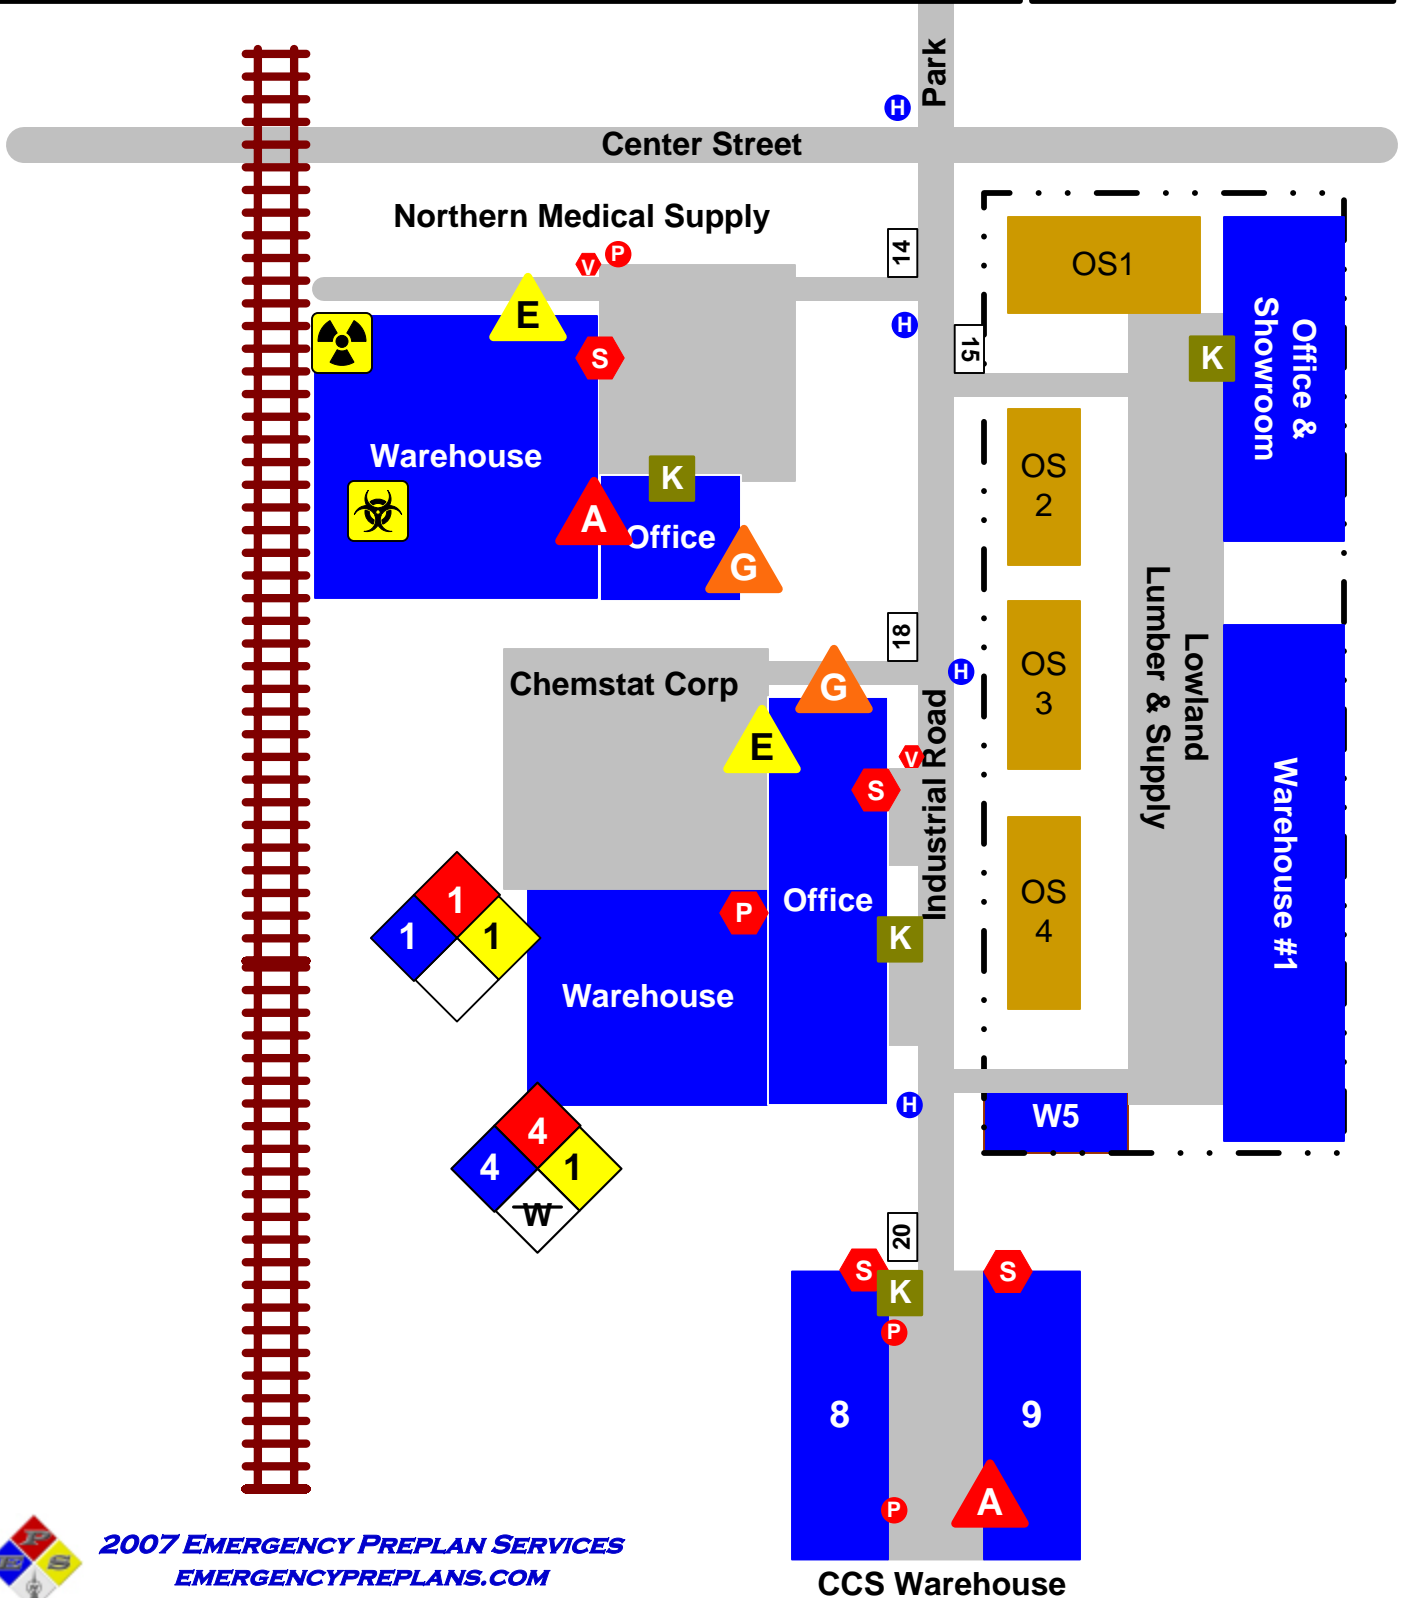 Park
H
Center Street
Northern Medical Supply
V
P
14
E
H
S
15
OS1
K
Office &
Showroom
Warehouse
K
A
Office
G
OS
2
18
Chemstat Corp
G
H
E
OS
3
Lowland
Lumber & Supply
V
S
Industrial Road
Warehouse #1
1
1
1
P
Office
K
OS
4
Warehouse
H
W5
4
4
1
W
20
S
K
S
P
8
9
A
P
P
E
S
2007 Emergency Preplan Services
emergencypreplans.com
CCS Warehouse